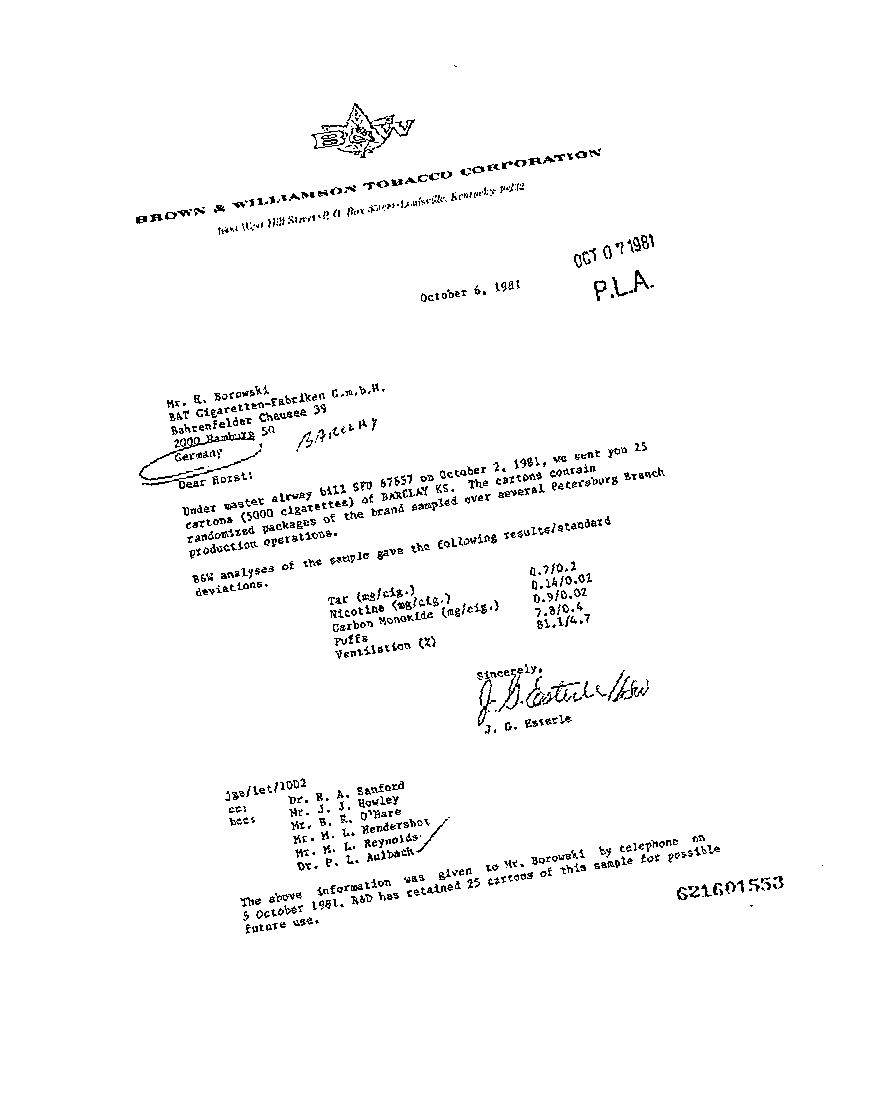 B&W
BROWN & WILLIAMSON TOBACCO CORPORATION
1600 West Hill Street • P. O. Box • Louisville, Kentucky 40232
OCT 07 1981
P.L.A.
October 6, 1981
Mr. H. Borowski
BAT Cigaretten-Fabriken G.m.b.H.
Bahrenfelder Chausee 39
2000 Hamburg 50
Germany
BARCLAY
Dear Horst:
Under master airway bill SFO 67657 on October 2, 1981, we sent you 25
cartons (5000 cigarettes) of BARCLAY KS. The cartons contain
randomized packages of the brand sampled over several Petersburg Branch
production operations.
B&W analyses of the sample gave the following results/standard
deviations.
Tar (mg/cig.) 0.7/0.2
Nicotine (mg/cig.) 0.14/0.02
Carbon Monoxide (mg/cig.) 0.9/0.02
Puffs 7.8/0.4
Ventilation (%) 81.1/4.7
Sincerely,
J. G. Esterle
J. G. Esterle
jge/let/1002
cc: Dr. R. A. Sanford
bcc: Mr. J. J. Howley
Mr. B. R. O'Hare
Mr. M. L. Hendershot
Mr. M. L. Reynolds
Dr. P. L. Aulbach
The above information was given to Mr. Borowski by telephone on
5 October 1981. R&D has retained 25 cartons of this sample for possible
future use.
621601553